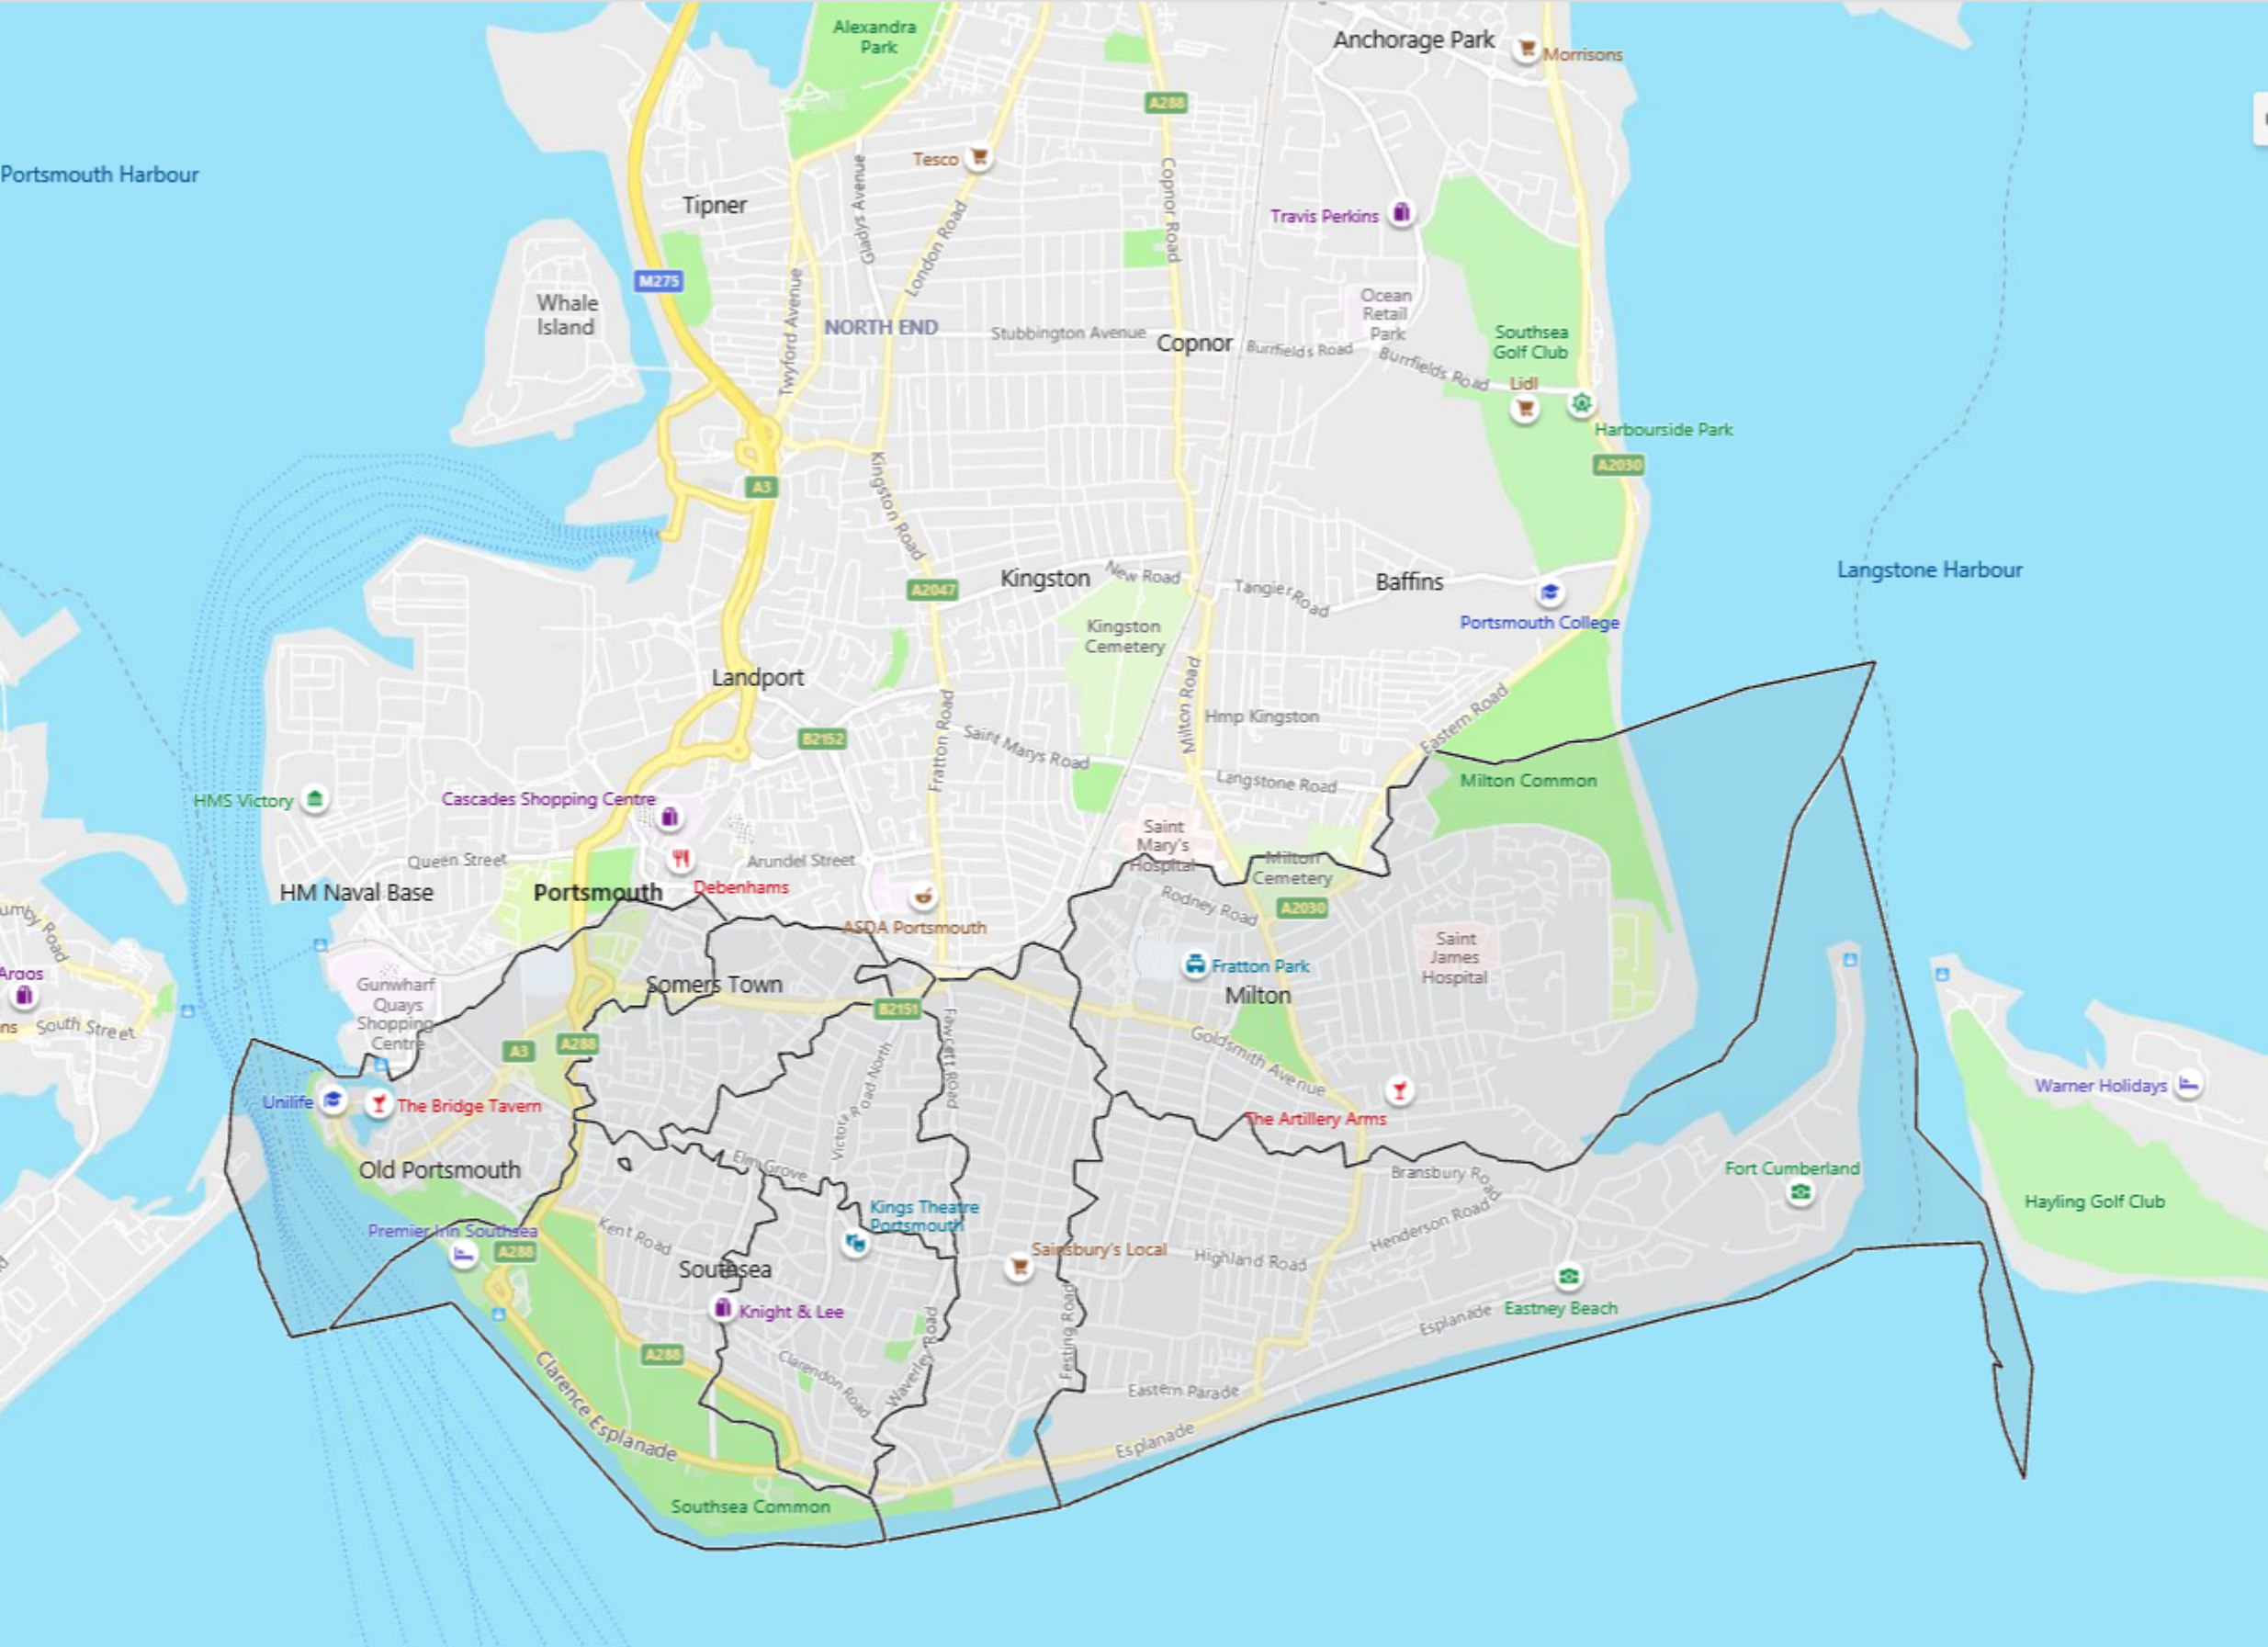 Alexandra
Park
Anchorage Park
Morrisons
A288
Tesco
Portsmouth Harbour
Tipner
Gladys Avenue
London Road
Copnor Road
Travis Perkins
M275
Whale
Island
Twyford Avenue
NORTH END
Stubbington Avenue
Copnor
Burrfields Road
Ocean
Retail
Park
Burrfields Road
Southsea
Golf Club
Lidl
Harbourside Park
A2030
A3
Kingston Road
A2047
Kingston
New Road
Tangier Road
Baffins
Portsmouth College
Langstone Harbour
Kingston
Cemetery
Landport
Milton Road
Hmp Kingston
Eastern Road
B2152
Fratton Road
Saint Marys Road
Langstone Road
Milton Common
HMS Victory
Cascades Shopping Centre
Saint
Mary's
Hospital
Queen Street
Arundel Street
Milton
Cemetery
HM Naval Base
Portsmouth
Debenhams
Rodney Road
A2030
ASDA Portsmouth
umby Road
Argos
ns
South Street
Gunwharf
Quays
Shopping
Centre
Somers Town
Fratton Park
Milton
Saint
James
Hospital
B2151
A3
A288
Fawcett Road
Goldsmith Avenue
Victoria Road North
Unilife
The Bridge Tavern
The Artillery Arms
Warner Holidays
Old Portsmouth
Elm Grove
Bransbury Road
Fort Cumberland
Hayling Golf Club
Kings Theatre
Portsmouth
Henderson Road
Premier Inn Southsea
A288
Kent Road
Sainsbury's Local
Highland Road
Southsea
Knight & Lee
Eastney Beach
Esplanade
Festing Road
Waverley Road
A288
Clarendon Road
Clarence Esplanade
Eastern Parade
Esplanade
Southsea Common